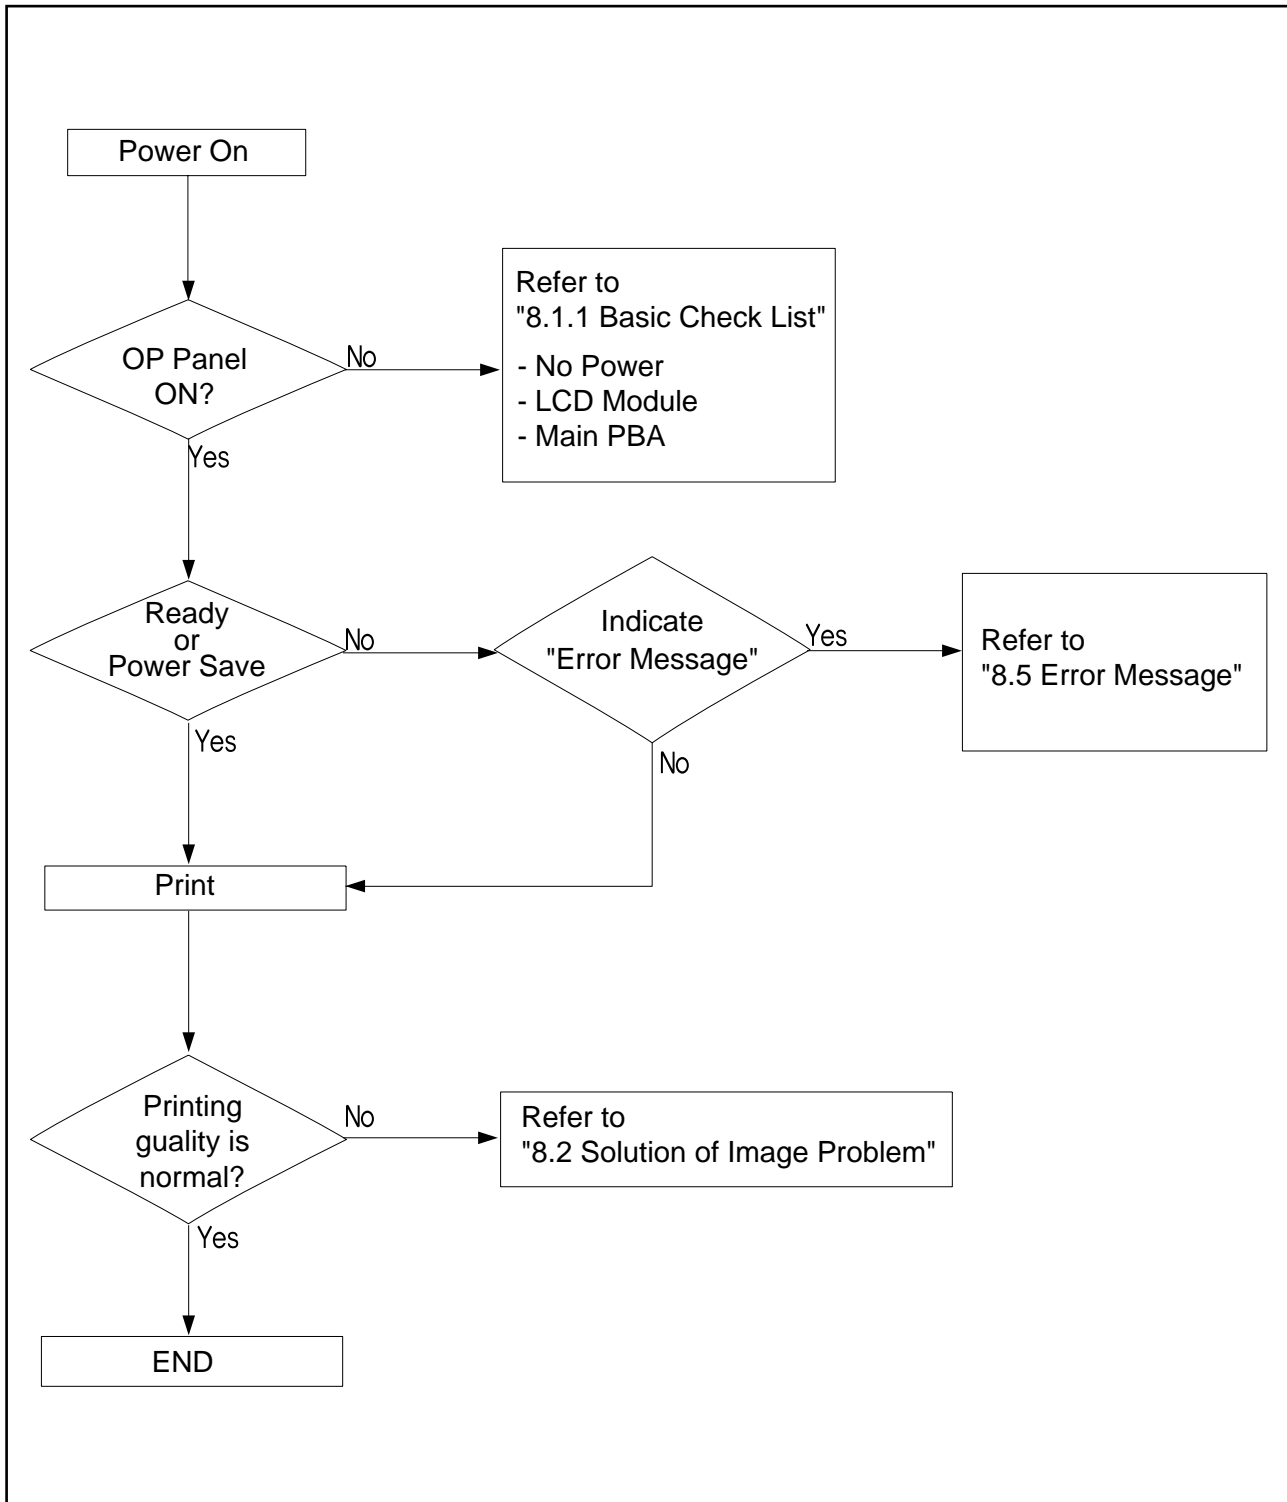 Power On
OP Panel
ON?
No
Yes
Refer to
"8.1.1 Basic Check List"
- No Power
- LCD Module
- Main PBA
Ready
or
Power Save
No
Yes
Indicate
"Error Message"
Yes
No
Refer to
"8.5 Error Message"
Print
Printing
guality is
normal?
No
Yes
Refer to
"8.2 Solution of Image Problem"
END